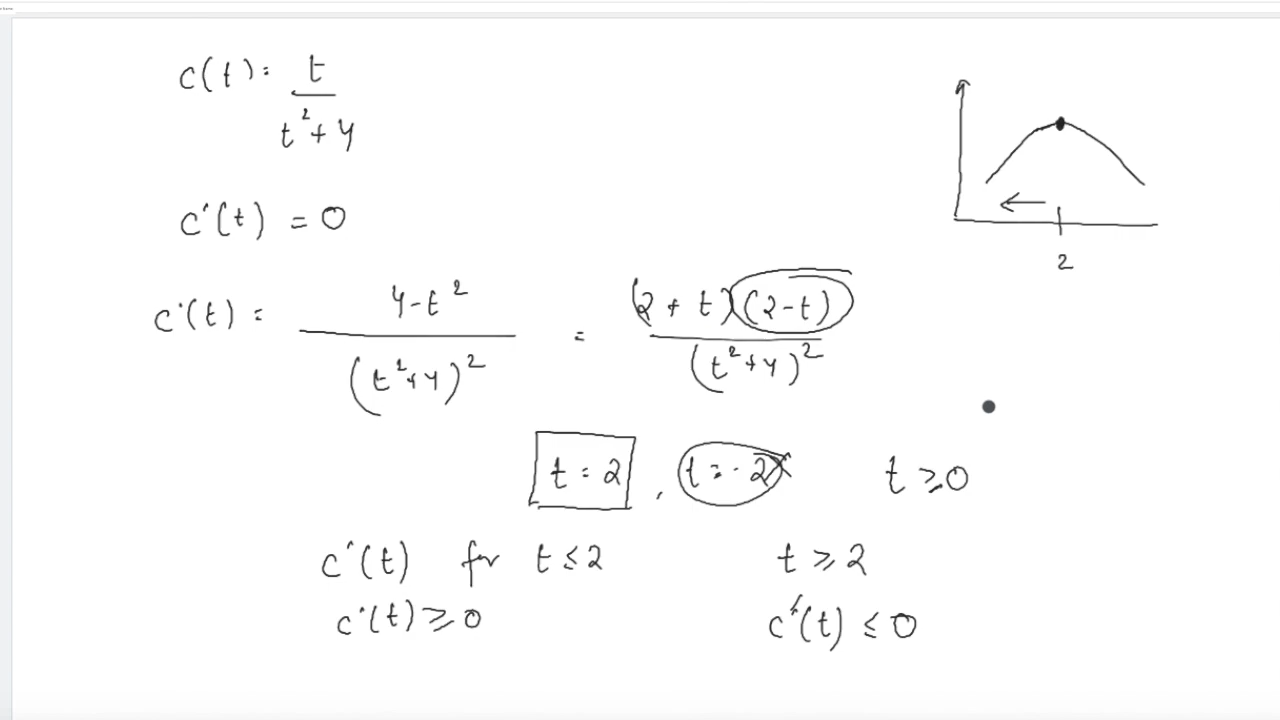 c(t) = t / (t² + 4)
c'(t) = 0
2
c'(t) = (4 - t²) / (t² + 4)² = (2 + t)(2 - t) / (t² + 4)²
t = 2 , t = -2 t ≥ 0
c'(t) for t ≤ 2 t ≥ 2
c'(t) ≥ 0 c'(t) ≤ 0